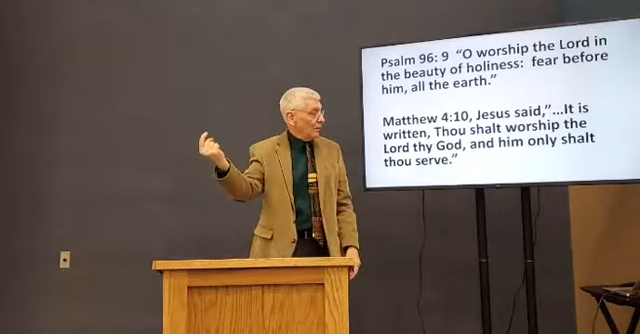 Psalm 96: 9 "O worship the Lord in
the beauty of holiness: fear before
him, all the earth."
Matthew 4:10, Jesus said,"...It is
written, Thou shalt worship the
Lord thy God, and him only shalt
thou serve."